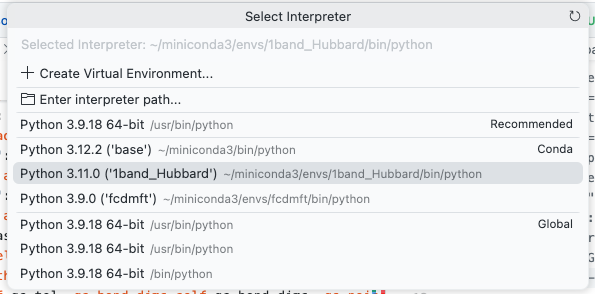 Select Interpreter
Selected Interpreter: ~/miniconda3/envs/1band_Hubbard/bin/python
Create Virtual Environment...
Enter interpreter path...
Python 3.9.18 64-bit /usr/bin/python Recommended
Python 3.12.2 ('base') ~/miniconda3/bin/python Conda
Python 3.11.0 ('1band_Hubbard') ~/miniconda3/envs/1band_Hubbard/bin/python
Python 3.9.0 ('fcdmft') ~/miniconda3/envs/fcdmft/bin/python
Python 3.9.18 64-bit /usr/bin/python Global
Python 3.9.18 64-bit /usr/bin/python
Python 3.9.18 64-bit /bin/python